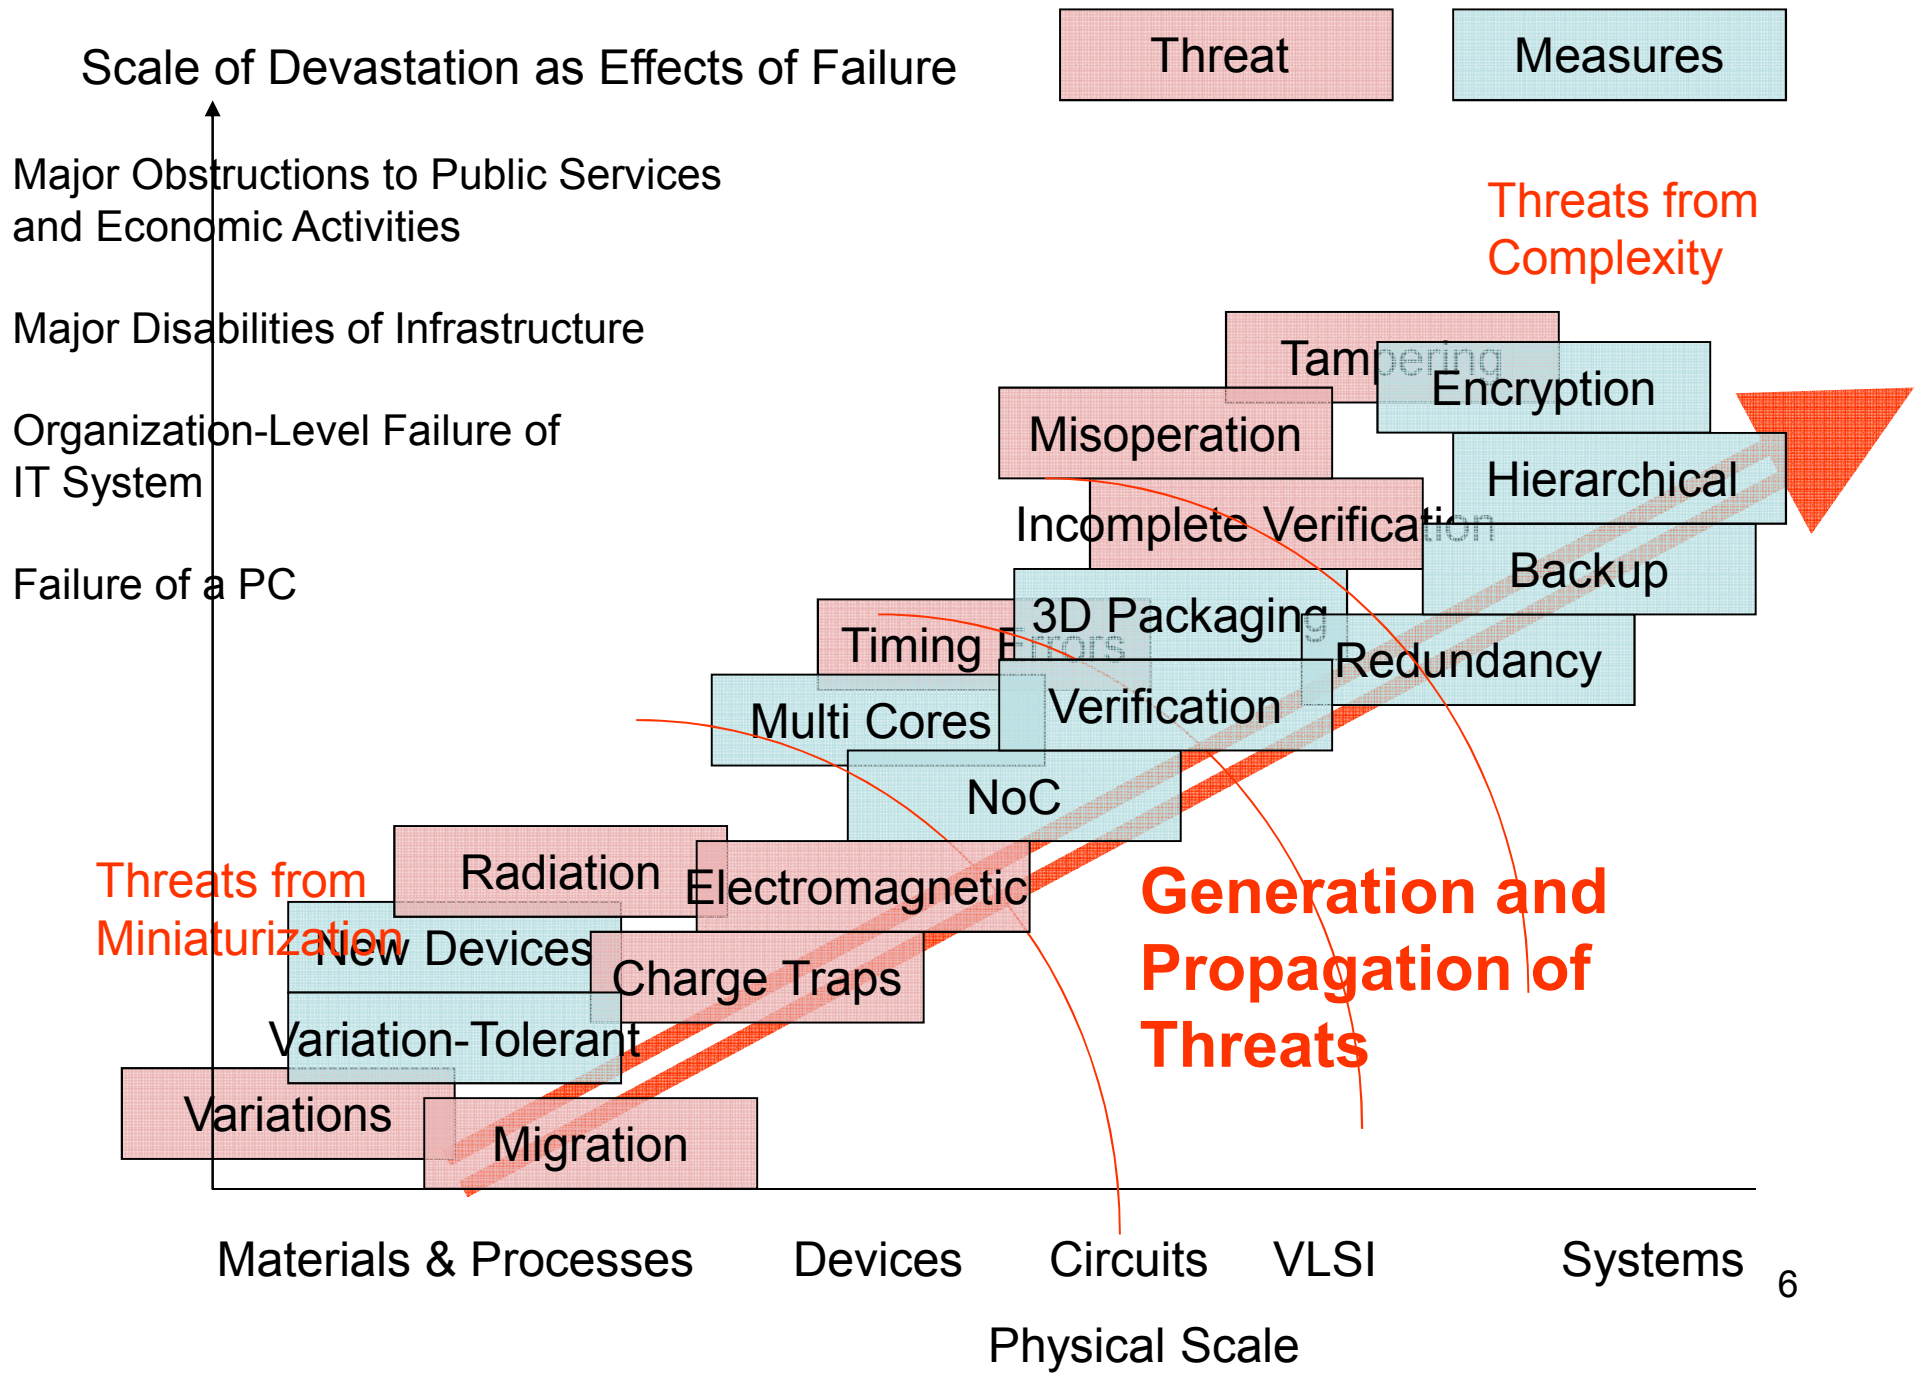 Scale of Devastation as Effects of Failure
Threat
Measures
Major Obstructions to Public Services
and Economic Activities
Threats from
Complexity
Major Disabilities of Infrastructure
Tampering
Encryption
Organization-Level Failure of
IT System
Misoperation
Hierarchical
Incomplete Verification
Failure of a PC
Backup
3D Packaging
Timing Errors
Redundancy
Multi Cores
Verification
NoC
Threats from
Miniaturization
Radiation
Electromagnetic
Generation and
Propagation of
Threats
New Devices
Charge Traps
Variation-Tolerant
Variations
Migration
Materials & Processes
Devices
Circuits
VLSI
Systems
6
Physical Scale